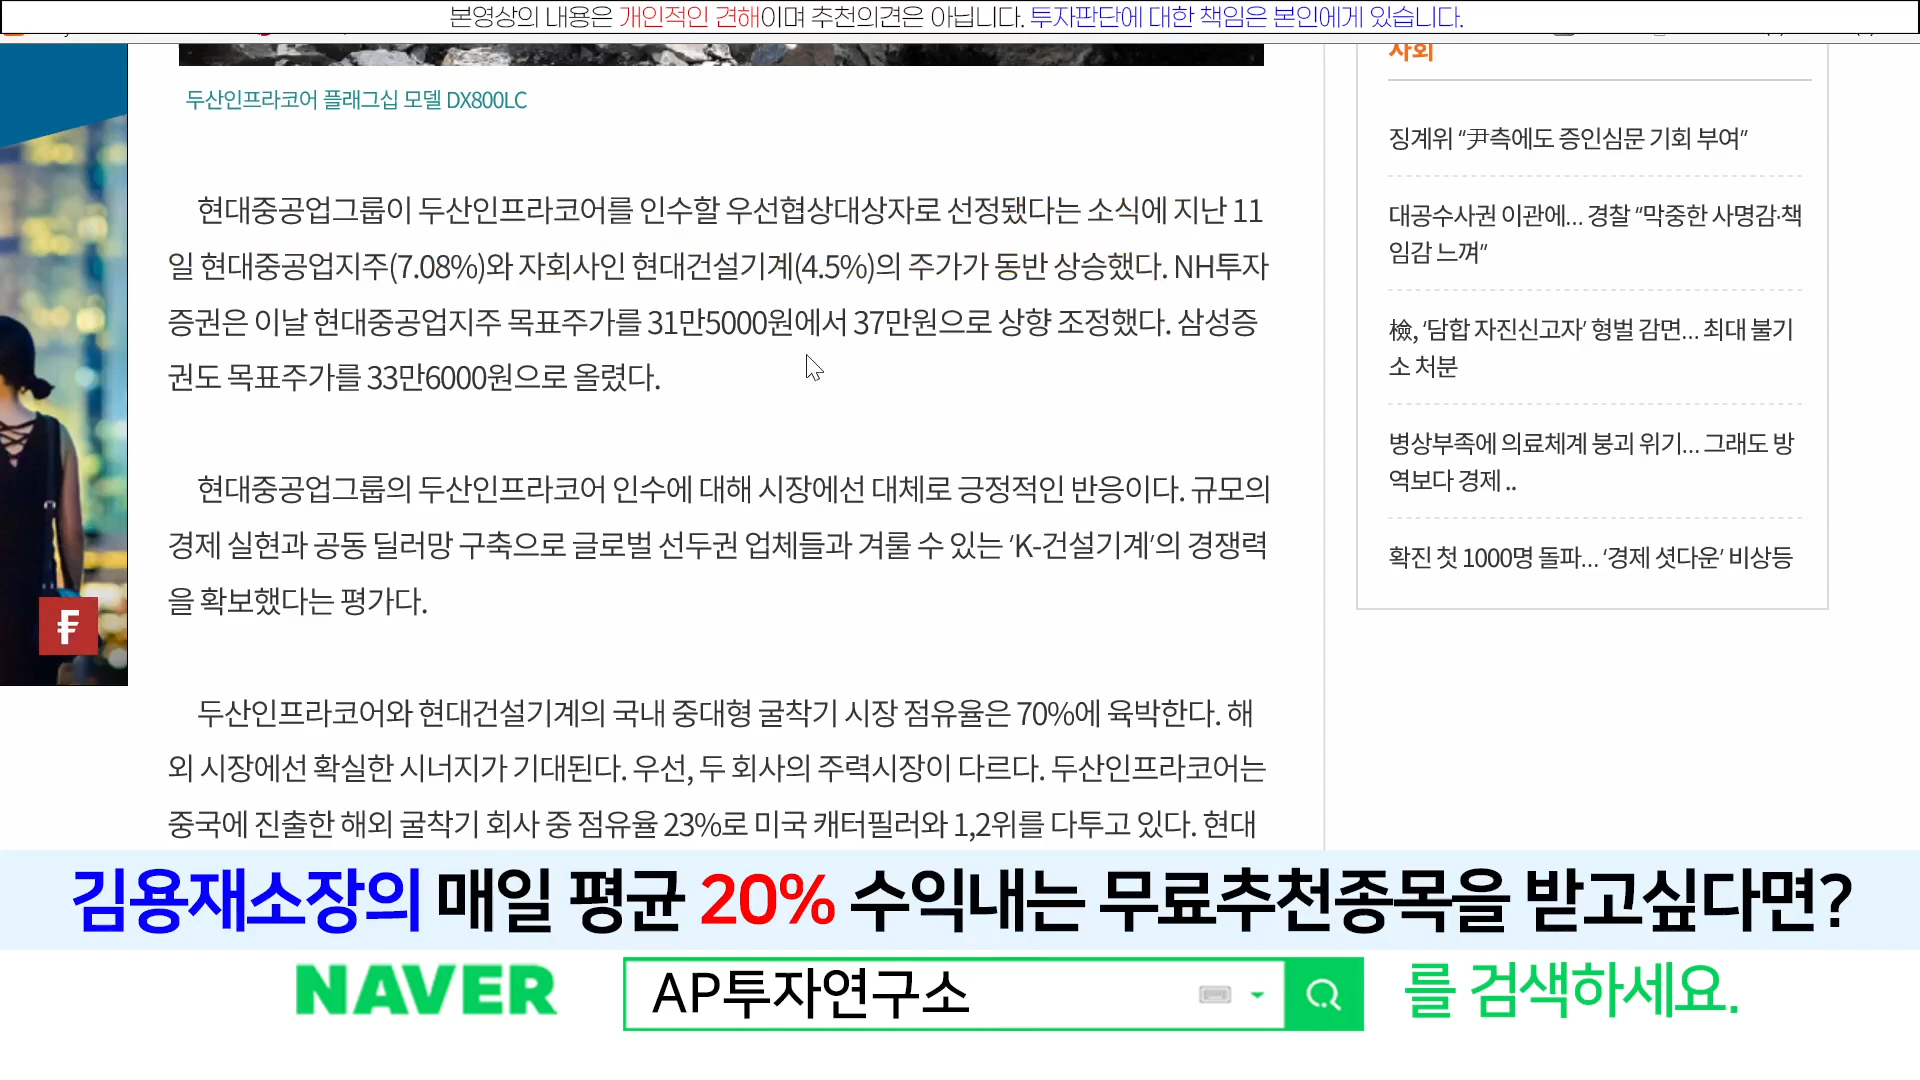 본영상의 내용은 개인적인 견해이며 추천의견은 아닙니다. 투자판단에 대한 책임은 본인에게 있습니다.
두산인프라코어 플래그십 모델 DX800LC
현대중공업그룹이 두산인프라코어를 인수할 우선협상대상자로 선정됐다는 소식에 지난 11
일 현대중공업지주(7.08%)와 자회사인 현대건설기계(4.5%)의 주가가 동반 상승했다. NH투자
증권은 이날 현대중공업지주 목표주가를 31만5000원에서 37만원으로 상향 조정했다. 삼성증
권도 목표주가를 33만6000원으로 올렸다.
현대중공업그룹의 두산인프라코어 인수에 대해 시장에선 대체로 긍정적인 반응이다. 규모의
경제 실현과 공동 딜러망 구축으로 글로벌 선두권 업체들과 겨룰 수 있는 ‘K-건설기계’의 경쟁력
을 확보했다는 평가다.
두산인프라코어와 현대건설기계의 국내 중대형 굴착기 시장 점유율은 70%에 육박한다. 해
외 시장에선 확실한 시너지가 기대된다. 우선, 두 회사의 주력시장이 다르다. 두산인프라코어는
중국에 진출한 해외 굴착기 회사 중 점유율 23%로 미국 캐터필러와 1,2위를 다투고 있다. 현대
사회
징계위 “尹측에도 증인심문 기회 부여”
대공수사권 이관에... 경찰 “막중한 사명감·책
임감 느껴”
檢, ‘담합 자진신고자’ 형벌 감면... 최대 불기
소 처분
병상부족에 의료체계 붕괴 위기... 그래도 방
역보다 경제 ..
확진 첫 1000명 돌파... ‘경제 셧다운’ 비상등
김용재소장의 매일 평균 20% 수익내는 무료추천종목을 받고싶다면?
NAVER AP투자연구소 를 검색하세요.